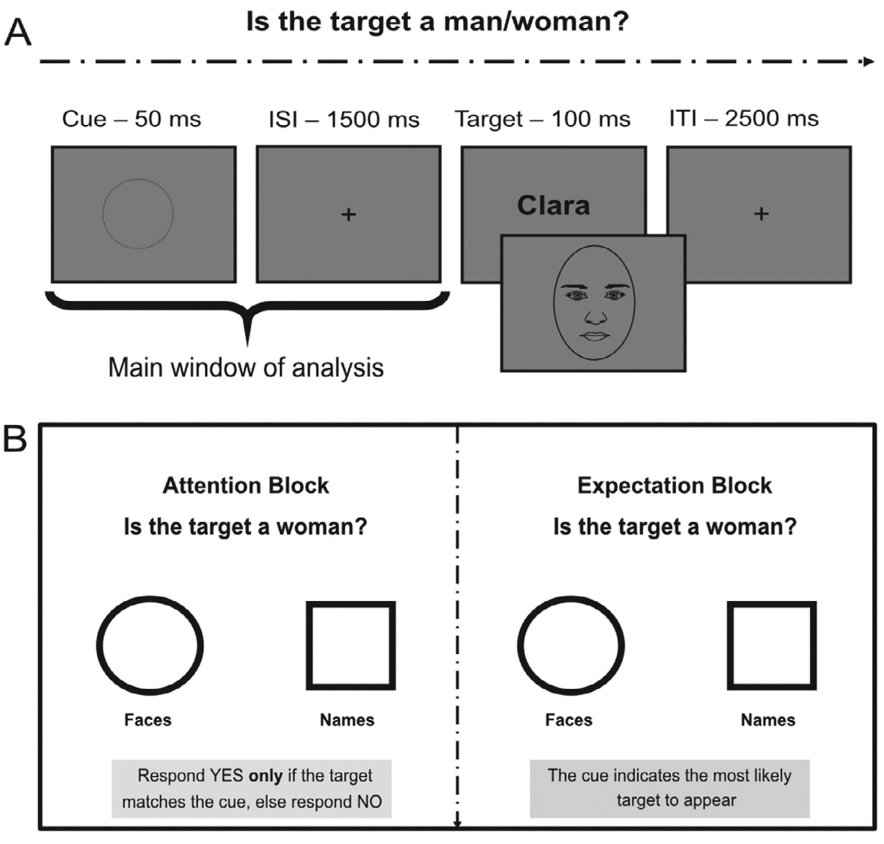 A
Is the target a man/woman?
Cue – 50 ms
ISI – 1500 ms
Target – 100 ms
ITI – 2500 ms
+
Clara
+
Main window of analysis
B
Attention Block
Is the target a woman?
Faces
Names
Respond YES only if the target
matches the cue, else respond NO
Expectation Block
Is the target a woman?
Faces
Names
The cue indicates the most likely
target to appear